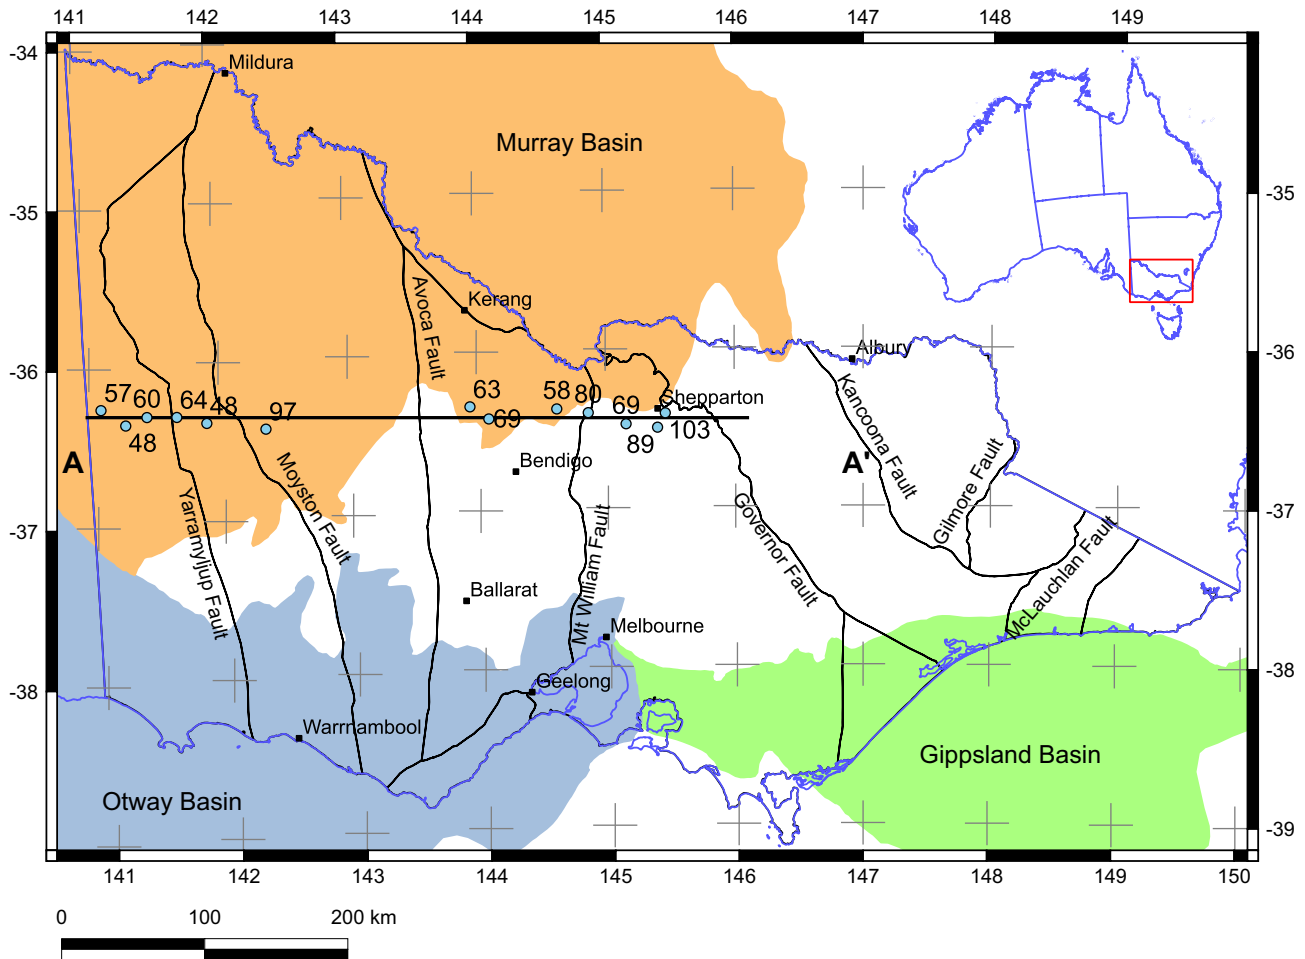 141 142 143 144 145 146 147 148 149
-34
Mildura
Murray Basin
-35
-35
Avoca Fault
Kerang
-36
-36
Albury
57 60 64 48 97 63 69 58 80 69 Shepparton
48 89 103
Kancoona Fault
A A'
Bendigo
Moyston Fault
Gilmore Fault
Yarramyljup Fault
-37
-37
Mt William Fault
Governor Fault
McLauchlan Fault
Ballarat
Melbourne
-38
-38
Geelong
Warrnambool
Gippsland Basin
Otway Basin
-39
141 142 143 144 145 146 147 148 149 150
0 100 200 km